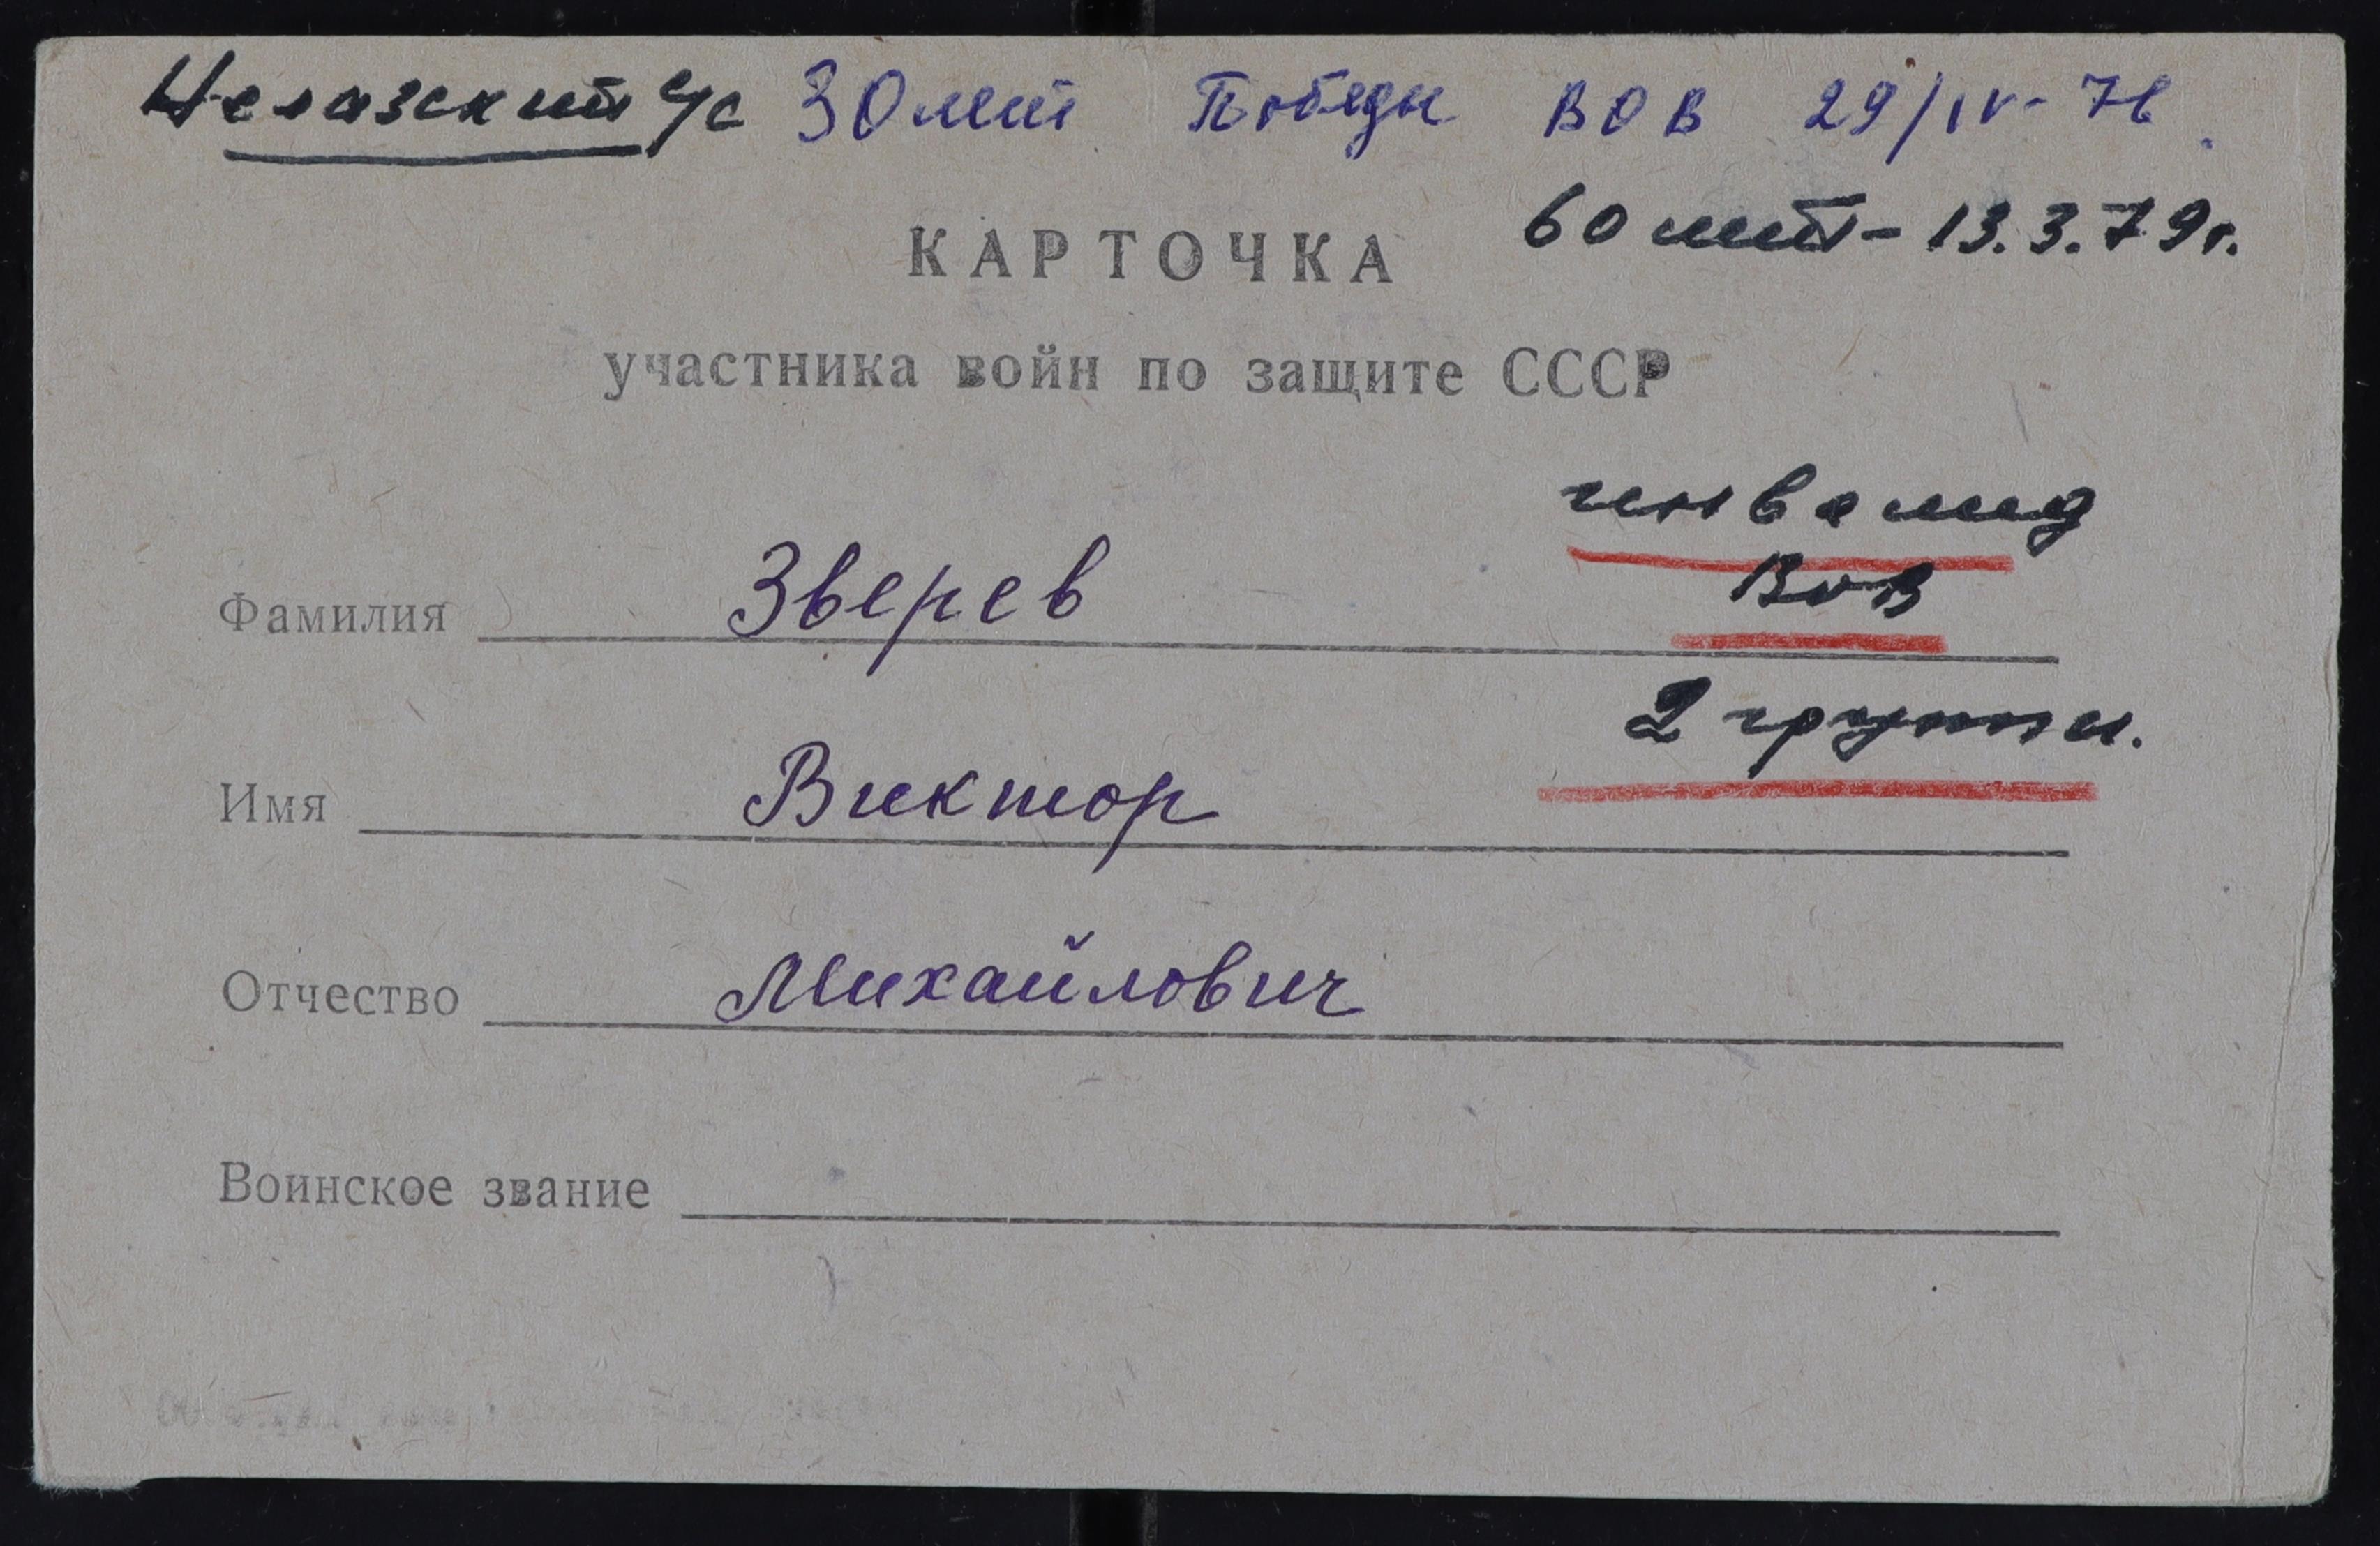 Нелазский с/с 30 лет Победы ВОВ 29/IV-76
60 лет - 13.3.79г.
КАРТОЧКА
участника войн по защите СССР
инвалид
ВОВ
Фамилия Зверев
2 группы.
Имя Виктор
Отчество Михайлович
Воинское звание